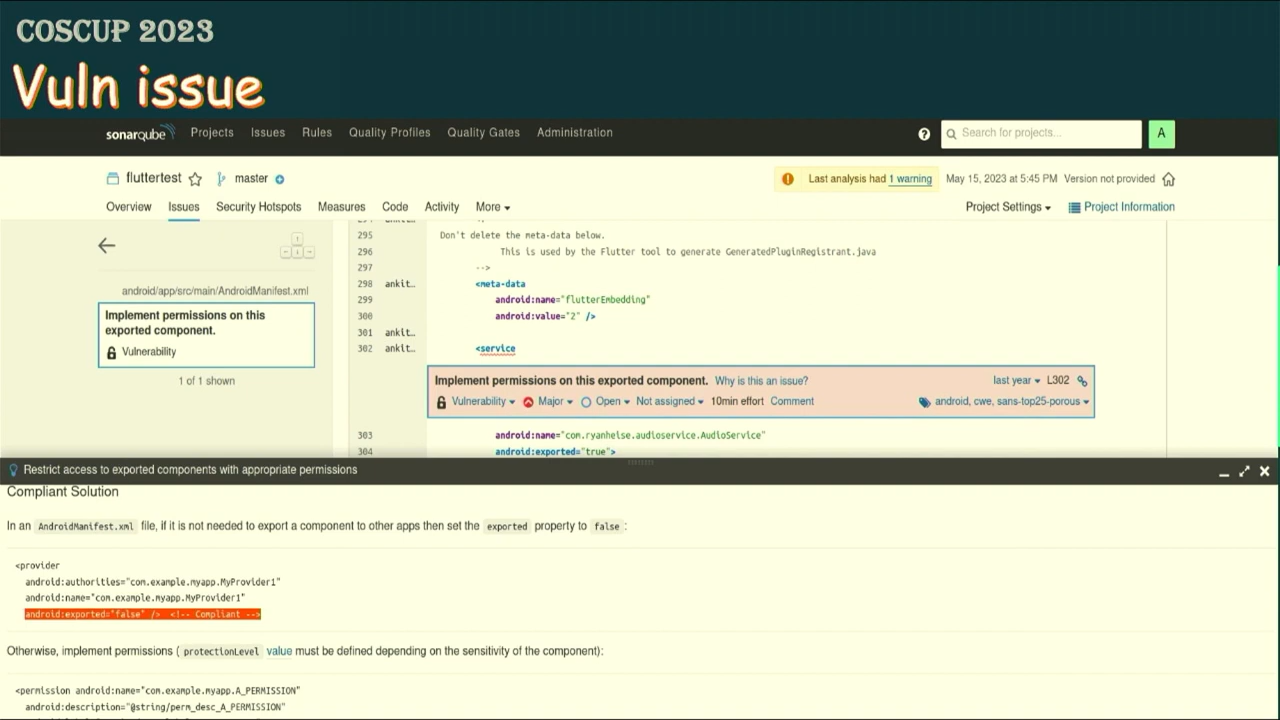 COSCUP 2023
Vuln issue
sonarqube Projects Issues Rules Quality Profiles Quality Gates Administration ? Search for projects... A
fluttertest master Last analysis had 1 warning May 15, 2023 at 5:45 PM Version not provided
Overview Issues Security Hotspots Measures Code Activity More Project Settings Project Information
295 Don't delete the meta-data below.
296 This is used by the Flutter tool to generate GeneratedPluginRegistrant.java
297 -->
android/app/src/main/AndroidManifest.xml
Implement permissions on this
exported component.
Vulnerability
1 of 1 shown
298 ankit… <meta-data
299 android:name="flutterEmbedding"
300 android:value="2" />
301 ankit…
302 ankit… <service
Implement permissions on this exported component. Why is this an issue? last year L302
Vulnerability Major Open Not assigned 10min effort Comment android, cwe, sans-top25-porous
303 android:name="com.ryanheise.audioservice.AudioService"
304 android:exported="true">
Restrict access to exported components with appropriate permissions
Compliant Solution
In an AndroidManifest.xml file, if it is not needed to export a component to other apps then set the exported property to false :
<provider
android:authorities="com.example.myapp.MyProvider1"
android:name="com.example.myapp.MyProvider1"
android:exported="false" /> <!-- Compliant -->
Otherwise, implement permissions ( protectionLevel value must be defined depending on the sensitivity of the component):
<permission android:name="com.example.myapp.A_PERMISSION"
android:description="@string/perm_desc_A_PERMISSION"